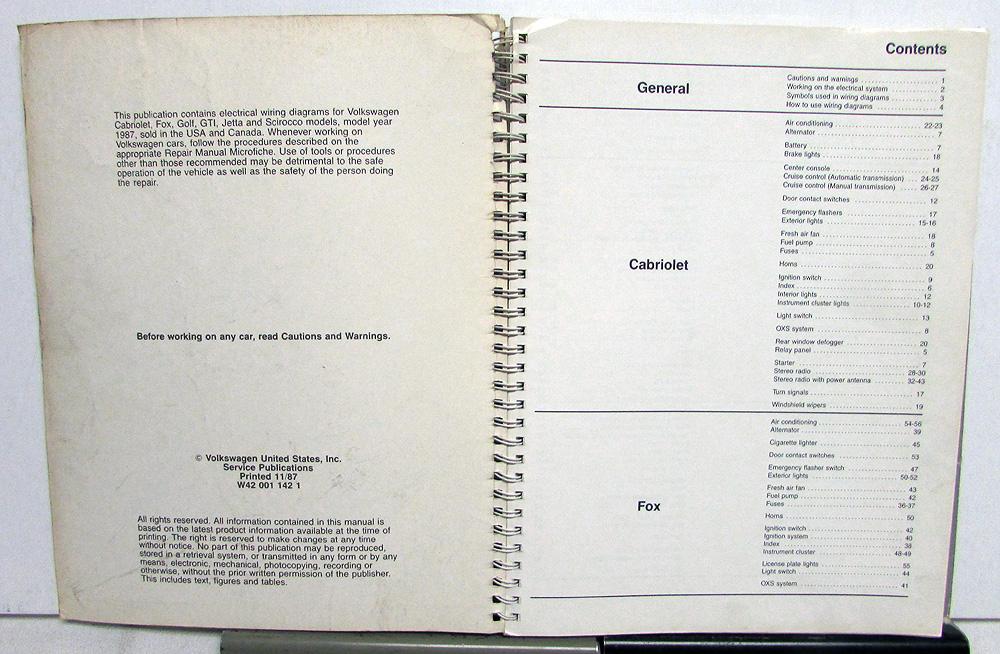 This publication contains electrical wiring diagrams for Volkswagen
Cabriolet, Fox, Golf, GTI, Jetta and Scirocco models, model year
1987, sold in the USA and Canada. Whenever working on
Volkswagen cars, follow the procedures described on the
appropriate Repair Manual Microfiche. Use of tools or procedures
other than those recommended may be detrimental to the safe
operation of the vehicle as well as the safety of the person doing
the repair.
Before working on any car, read Cautions and Warnings.
© Volkswagen United States, Inc.
Service Publications
Printed 11/87
W42 001 142 1
All rights reserved. All information contained in this manual is
based on the latest product information available at the time of
printing. The right is reserved to make changes at any time
without notice. No part of this publication may be reproduced,
stored in a retrieval system, or transmitted in any form or by any
means, electronic, mechanical, photocopying, recording or
otherwise, without the prior written permission of the publisher.
This includes text, figures and tables.
Contents
General
Cautions and warnings 1
Working on the electrical system 2
Symbols used in wiring diagrams 3
How to use wiring diagrams 4
Cabriolet
Air conditioning 22-23
Alternator 7
Battery 7
Brake lights 18
Center console 14
Cruise control (Automatic transmission) 24-25
Cruise control (Manual transmission) 26-27
Door contact switches 12
Emergency flashers 17
Exterior lights 15-16
Fresh air fan 18
Fuel pump 8
Fuses 5
Horns 20
Ignition switch 9
Index 6
Interior lights 12
Instrument cluster lights 10-12
Light switch 13
OXS system 8
Rear window defogger 20
Relay panel 5
Starter 7
Stereo radio 28-30
Stereo radio with power antenna 32-43
Turn signals 17
Windshield wipers 19
Fox
Air conditioning 54-56
Alternator 39
Cigarette lighter 45
Door contact switches 53
Emergency flasher switch 47
Exterior lights 50-52
Fresh air fan 43
Fuel pump 42
Fuses 36-37
Horns 50
Ignition switch 42
Ignition system 40
Index 38
Instrument cluster 48-49
License plate lights 55
Light switch 44
OXS system 41